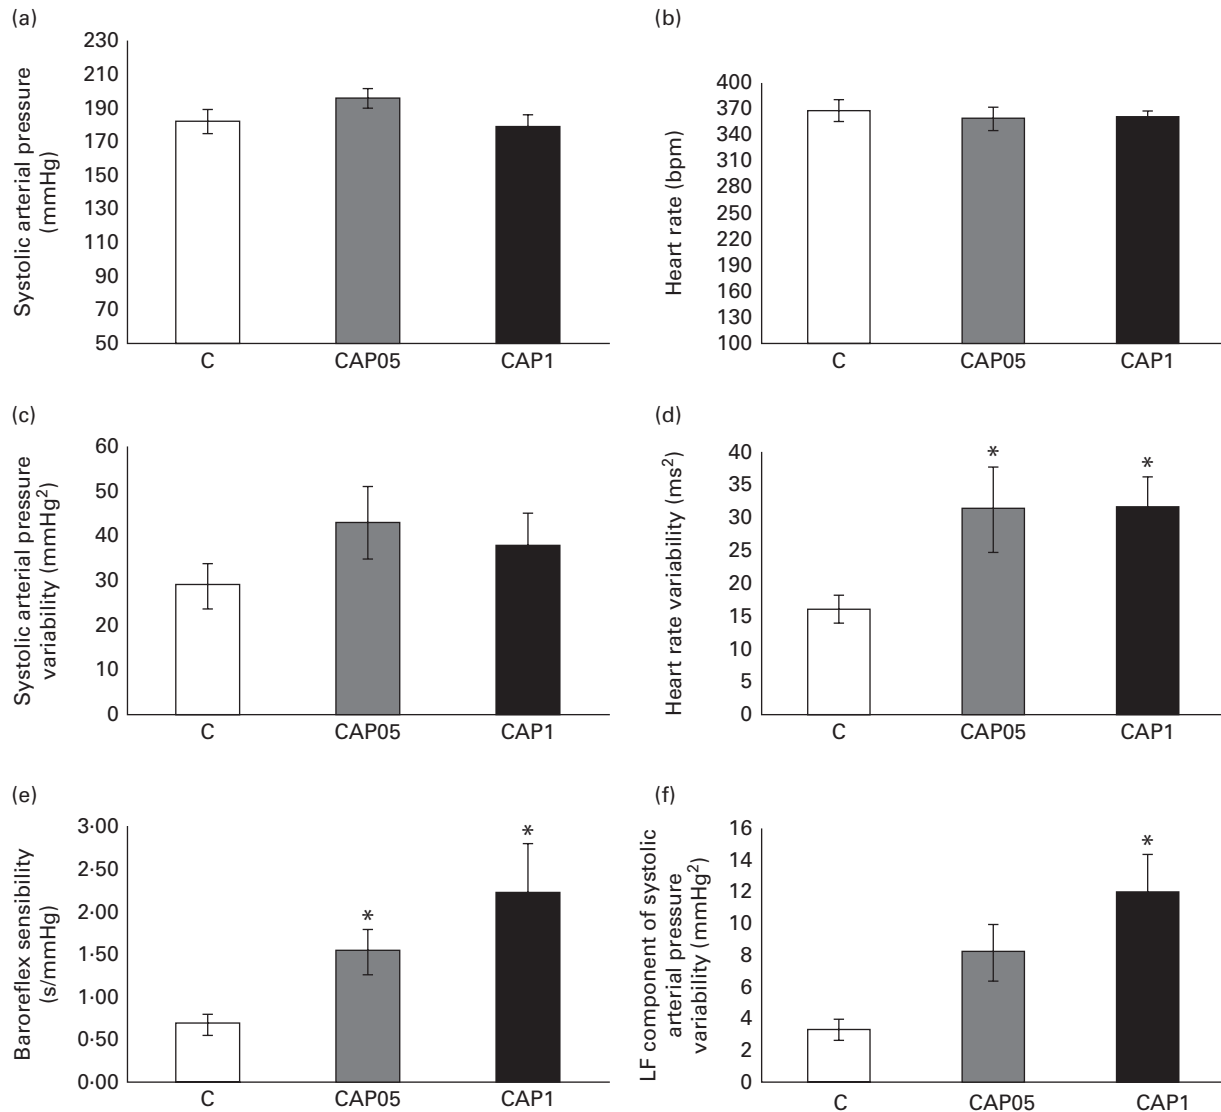 (a)
Systolic arterial pressure
(mmHg)
230
210
190
170
150
130
110
90
70
50
C
CAP05
CAP1
(b)
Heart rate (bpm)
400
370
340
310
280
250
220
190
160
130
100
C
CAP05
CAP1
(c)
Systolic arterial pressure
variability (mmHg²)
60
50
40
30
20
10
0
C
CAP05
CAP1
(d)
Heart rate variability (ms²)
40
35
30
25
20
15
10
5
0
*
*
C
CAP05
CAP1
(e)
Baroreflex sensibility
(s/mmHg)
3·00
2·50
2·00
1·50
1·00
0·50
0·00
*
*
C
CAP05
CAP1
(f)
LF component of systolic
arterial pressure
variability (mmHg²)
16
14
12
10
8
6
4
2
0
*
C
CAP05
CAP1